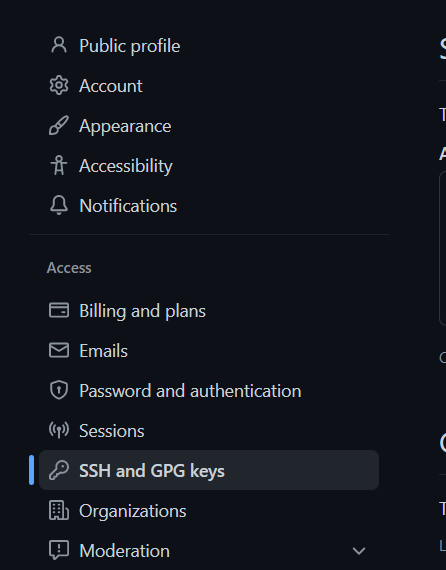 Public profile
Account
Appearance
Accessibility
Notifications
Access
Billing and plans
Emails
Password and authentication
Sessions
SSH and GPG keys
Organizations
Moderation